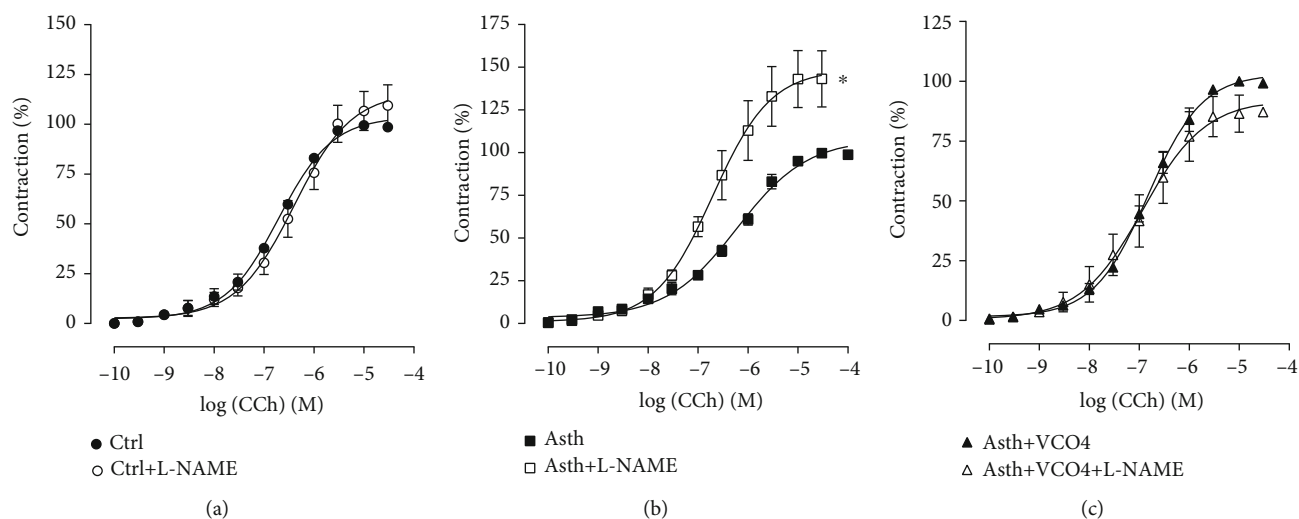 150
125
100
75
50
25
0
Contraction (%)
−10 −9 −8 −7 −6 −5 −4
log (CCh) (M)
Ctrl
Ctrl+L-NAME
(a)
175
150
125
100
75
50
25
0
Contraction (%)
*
−10 −9 −8 −7 −6 −5 −4
log (CCh) (M)
Asth
Asth+L-NAME
(b)
125
100
75
50
25
0
Contraction (%)
−10 −9 −8 −7 −6 −5
log (CCh) (M)
Asth+VCO4
Asth+VCO4+L-NAME
(c)